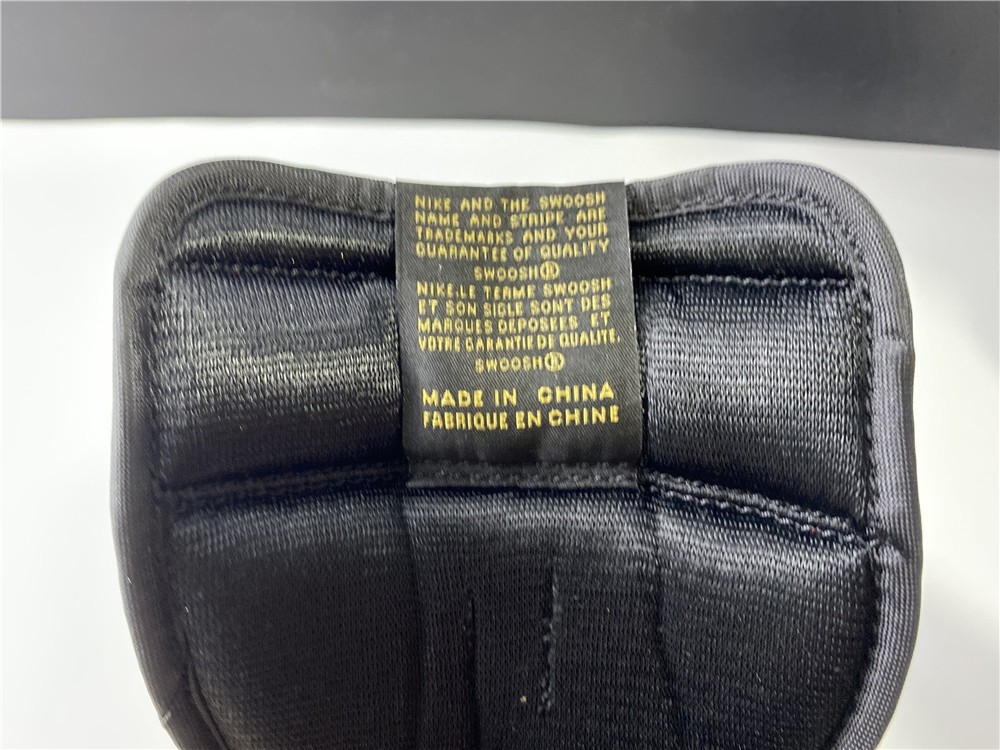 NIKE AND THE SWOOSH
NAME AND STRIPE ARE
TRADEMARKS AND YOUR
GUARANTEE OF QUALITY
SWOOSH®
NIKE.LE TERME SWOOSH
ET SON SIGLE SONT DES
MARQUES DEPOSEES ET
VOTRE GARANTIE DE QUALITE.
SWOOSH®
MADE IN CHINA
FABRIQUE EN CHINE